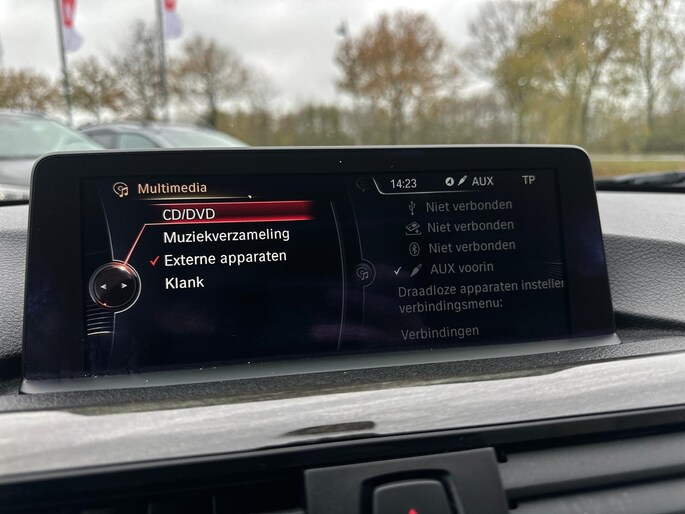 Multimedia
14:23 AUX TP
CD/DVD
Muziekverzameling
Externe apparaten
Klank
Niet verbonden
Niet verbonden
Niet verbonden
AUX voorin
Draadloze apparaten instellen
verbindingsmenu:
Verbindingen